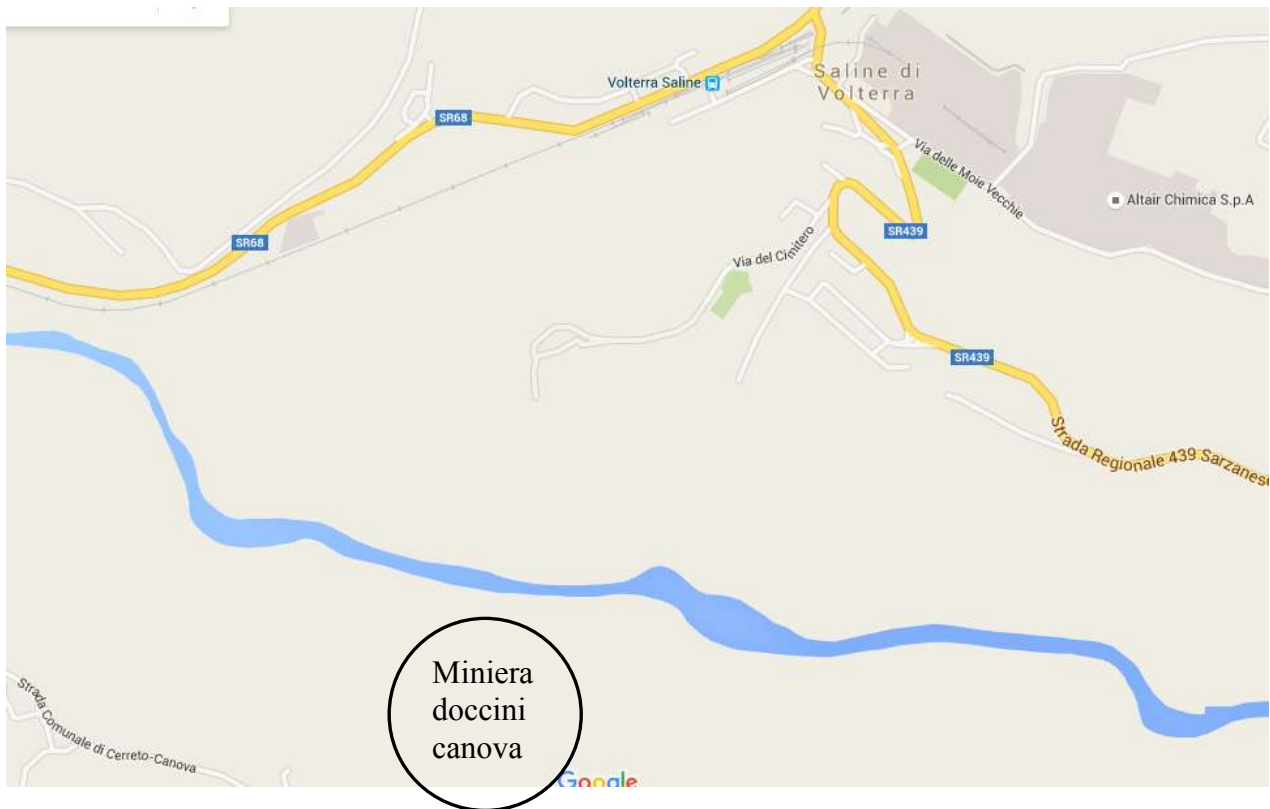 Volterra Saline
Saline di
Volterra
SR68
Via delle Moie Vecchie
Altair Chimica S.p.A
SR68
SR439
Via del Cimitero
SR439
Strada Regionale 439 Sarzanes
Miniera
doccini
canova
Strada Comunale di Cerreto-Canova
Google